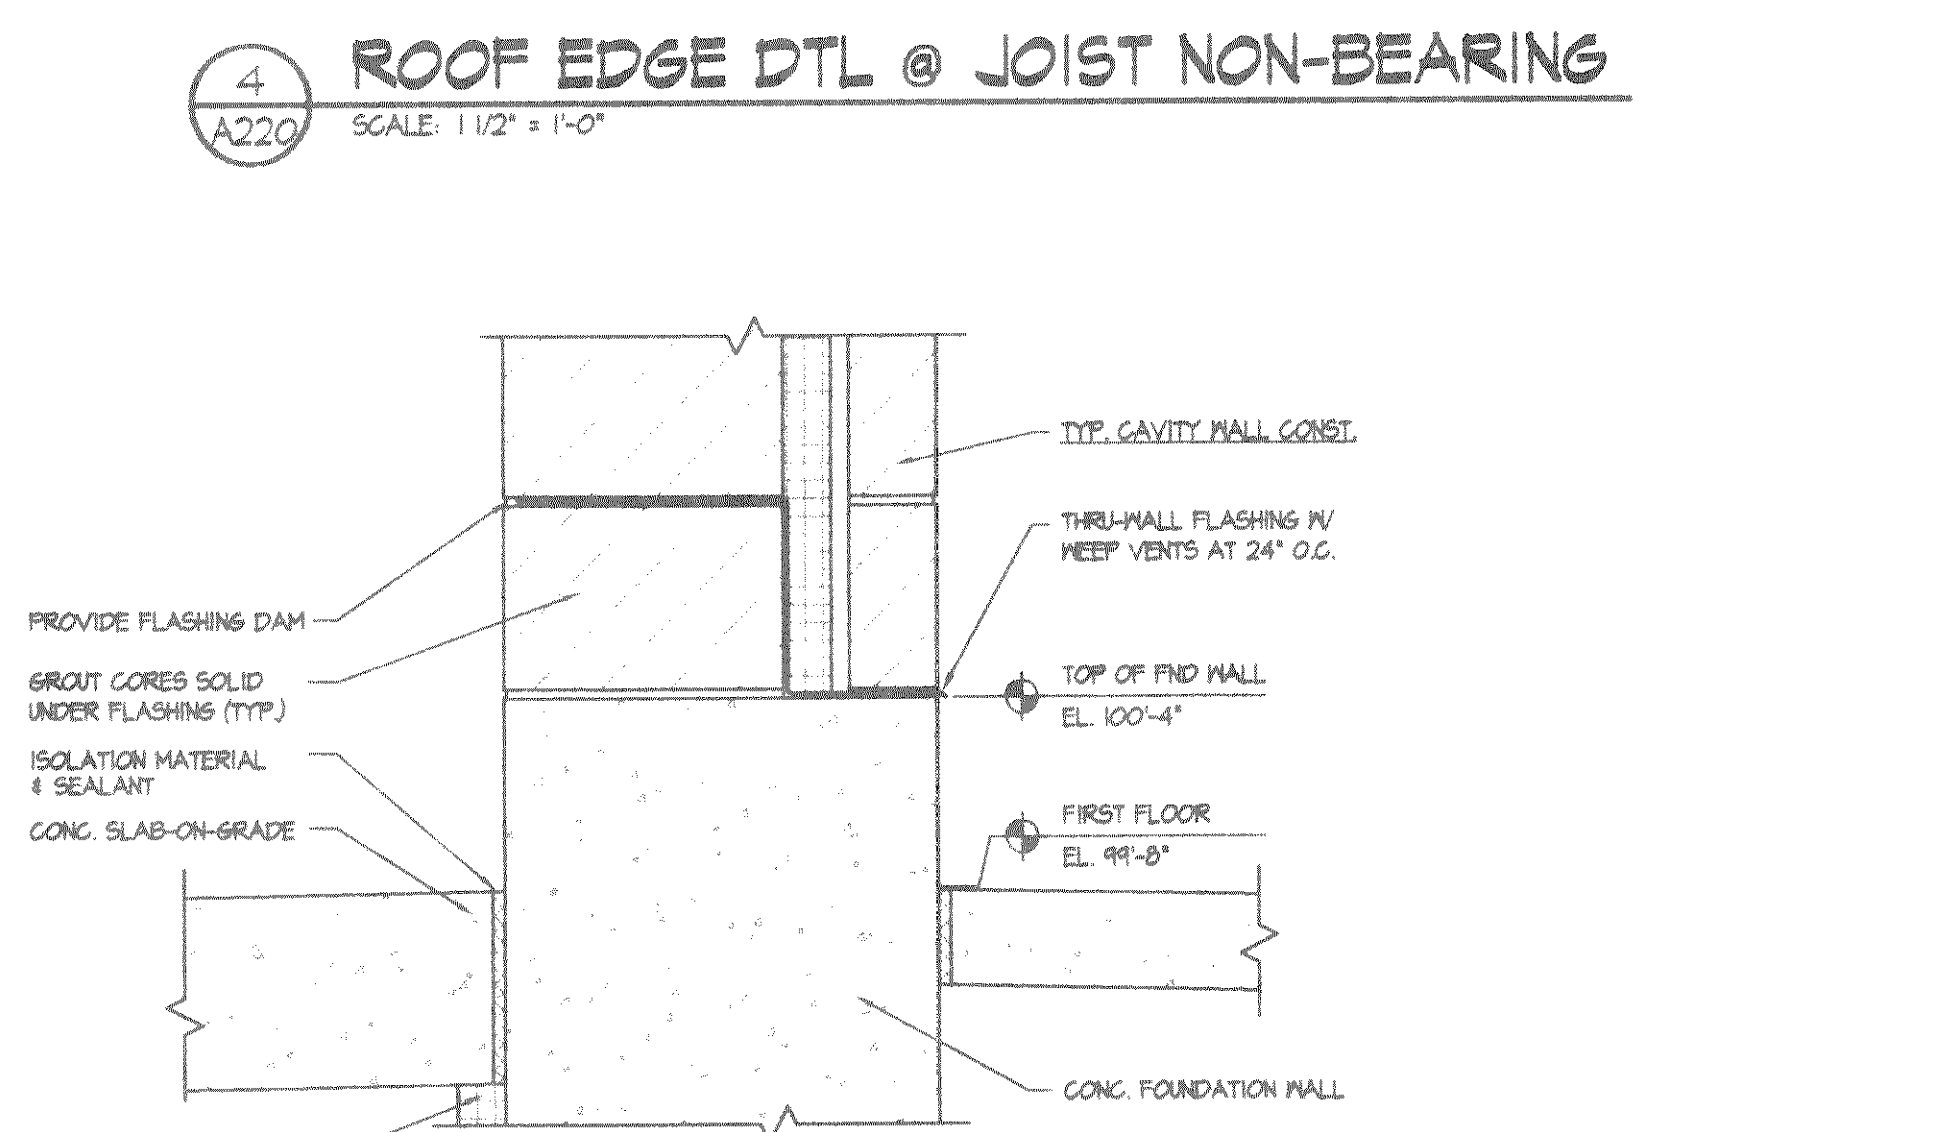 4
A220
ROOF EDGE DTL @ JOIST NON-BEARING
SCALE: 1 1/2" = 1'-0"
TYP. CAVITY WALL CONST.
THRU-WALL FLASHING W/
WEEP VENTS AT 24" O.C.
PROVIDE FLASHING DAM
GROUT CORES SOLID
UNDER FLASHING (TYP.)
TOP OF FND WALL
EL. 100'-4"
ISOLATION MATERIAL
& SEALANT
CONC. SLAB-ON-GRADE
FIRST FLOOR
EL. 99'-8"
CONC. FOUNDATION WALL